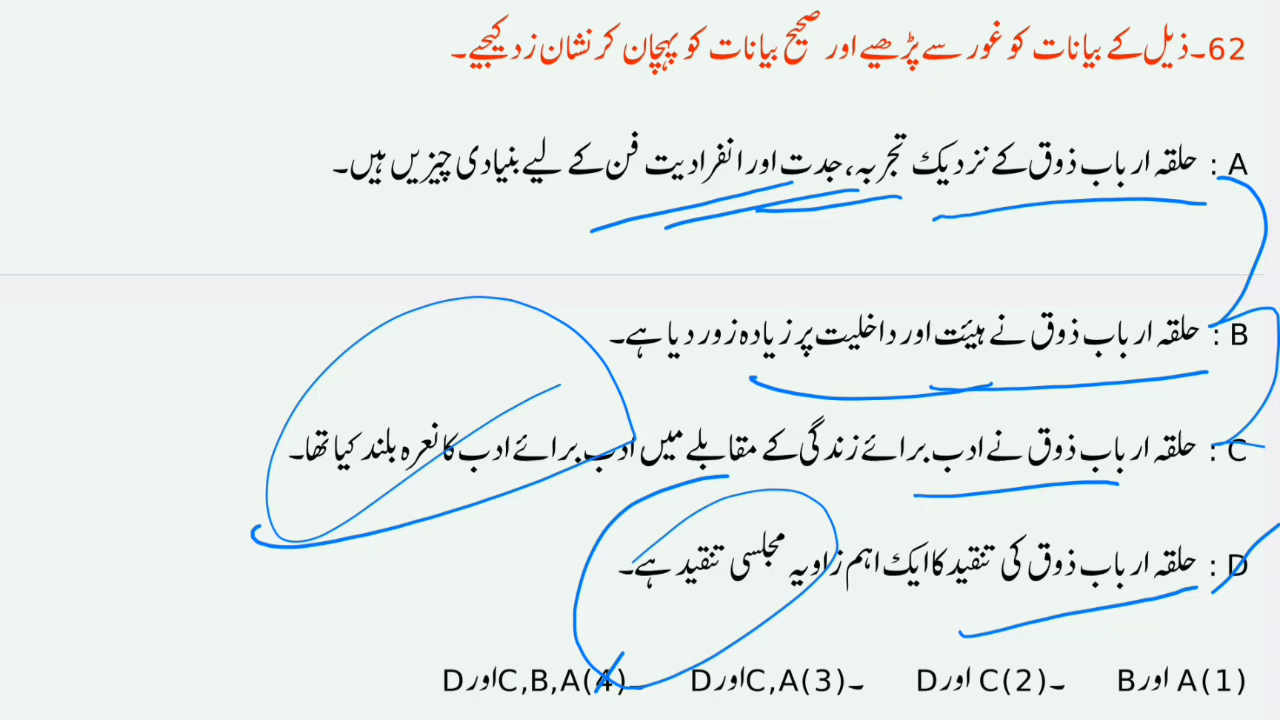 62۔ذیل کے بیانات کو غور سے پڑھیے اور صحیح بیانات کو پہچان کر نشان زد کیجیے۔
A : حلقہ ارباب ذوق کے نزدیک تجربہ، جدت اور انفرادیت فن کے لیے بنیادی چیزیں ہیں۔
B : حلقہ ارباب ذوق نے ہیئت اور داخلیت پر زیادہ زور دیا ہے۔
C : حلقہ ارباب ذوق نے ادب برائے زندگی کے مقابلے میں ادب برائے ادب کا نعرہ بلند کیا تھا۔
D : حلقہ ارباب ذوق کی تنقید کا ایک اہم زاویہ مجلسی تنقید ہے۔
(1)A اورB (2)C اورD۔ (3)C,A اورD۔ (4)C,B,A اورD۔